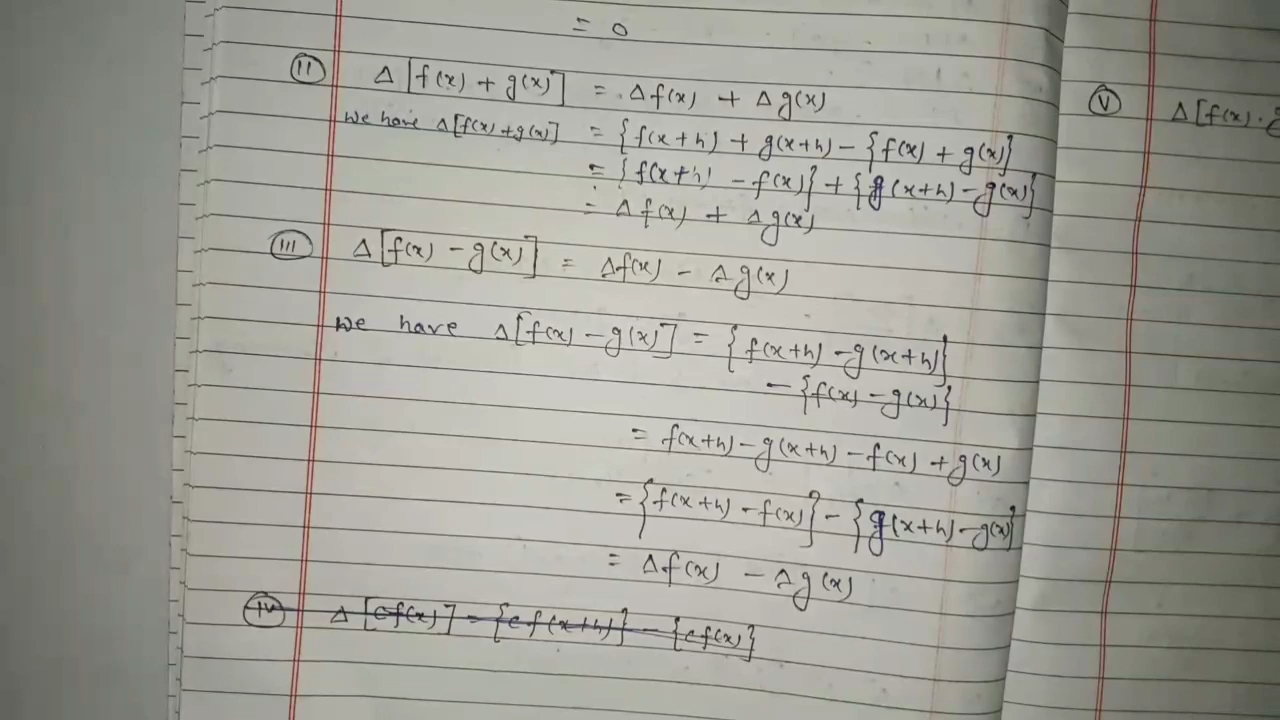 = 0
(II) Δ[f(x) + g(x)] = Δf(x) + Δg(x)
We have Δ[f(x)+g(x)] = {f(x+h) + g(x+h) - {f(x) + g(x)}
= {f(x+h) - f(x)} + {g(x+h) - g(x)}
= Δf(x) + Δg(x)
(III) Δ[f(x) - g(x)] = Δf(x) - Δg(x)
We have Δ[f(x) - g(x)] = {f(x+h) - g(x+h)}
- {f(x) - g(x)}
= f(x+h) - g(x+h) - f(x) + g(x)
= {f(x+h) - f(x)} - {g(x+h) - g(x)}
= Δf(x) - Δg(x)
(IV) Δ[cf(x)] = {cf(x+h)} - {cf(x)}
(V) Δ[f(x).